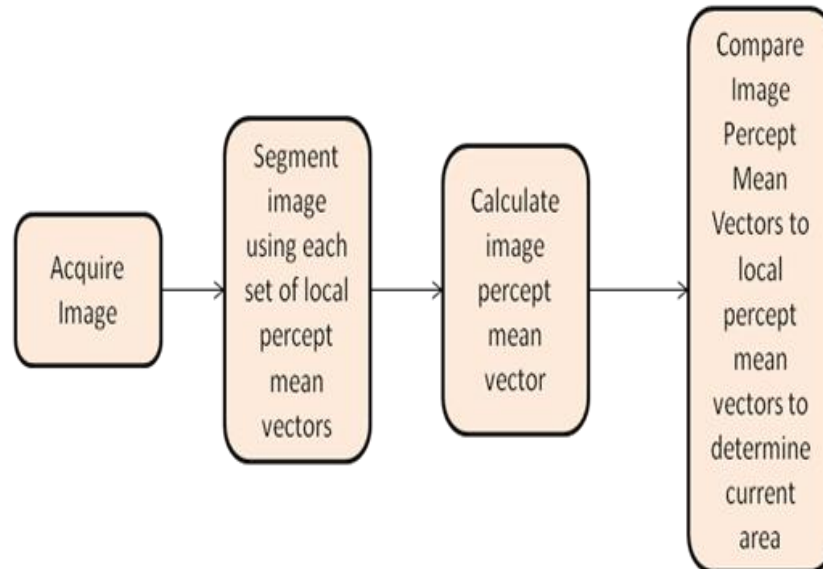 Acquire
Image
Segment
image
using each
set of local
percept
mean
vectors
Calculate
image
percept
mean
vector
Compare
Image
Percept
Mean
Vectors to
local
percept
mean
vectors to
determine
current
area